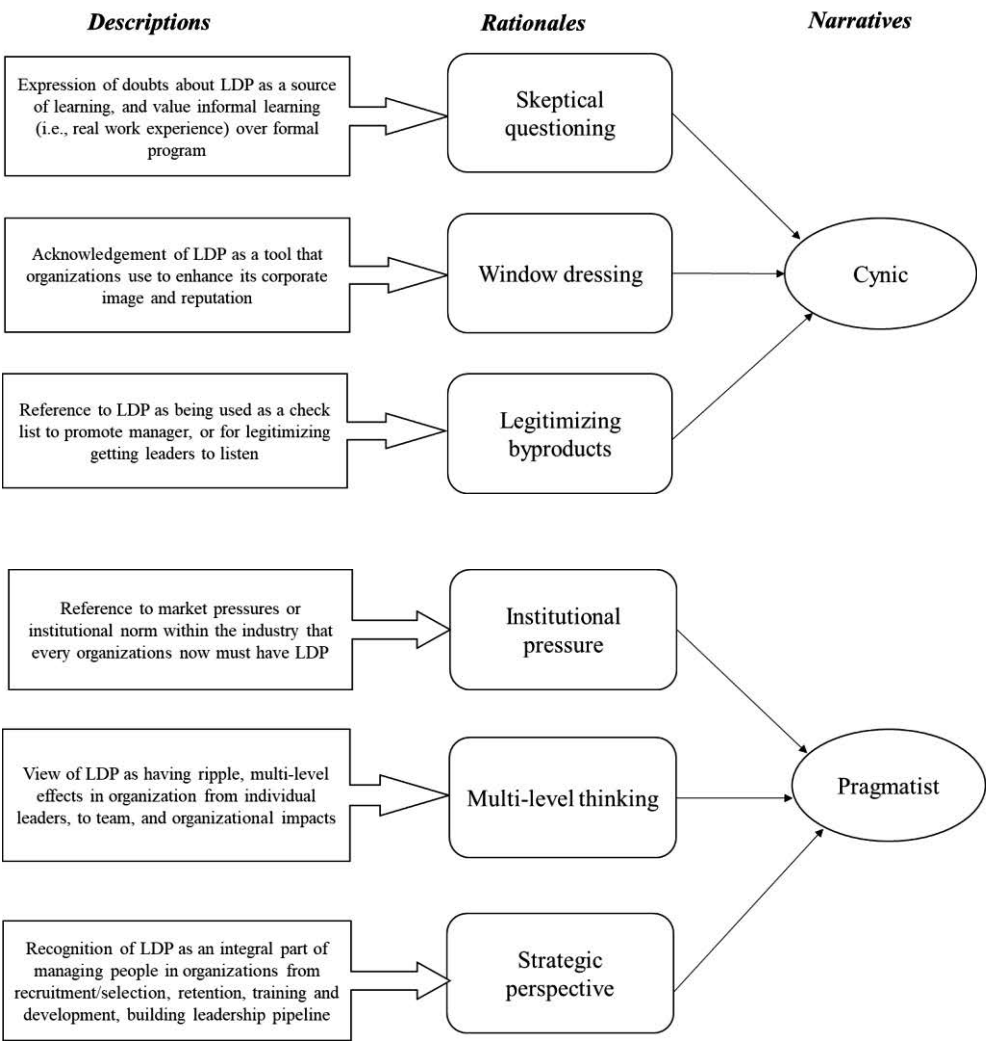 Descriptions
Rationales
Narratives
Expression of doubts about LDP as a source
of learning, and value informal learning
(i.e., real work experience) over formal
program
Skeptical
questioning
Acknowledgement of LDP as a tool that
organizations use to enhance its corporate
image and reputation
Window dressing
Cynic
Reference to LDP as being used as a check
list to promote manager, or for legitimizing
getting leaders to listen
Legitimizing
byproducts
Reference to market pressures or
institutional norm within the industry that
every organizations now must have LDP
Institutional
pressure
View of LDP as having ripple, multi-level
effects in organization from individual
leaders, to team, and organizational impacts
Multi-level thinking
Pragmatist
Recognition of LDP as an integral part of
managing people in organizations from
recruitment/selection, retention, training and
development, building leadership pipeline
Strategic
perspective